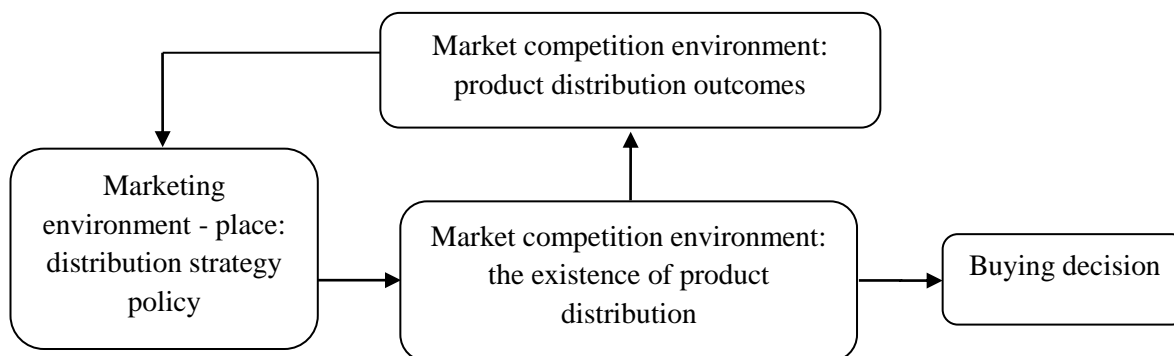 Market competition environment:
product distribution outcomes
Marketing
environment - place:
distribution strategy
policy
Market competition environment:
the existence of product
distribution
Buying decision